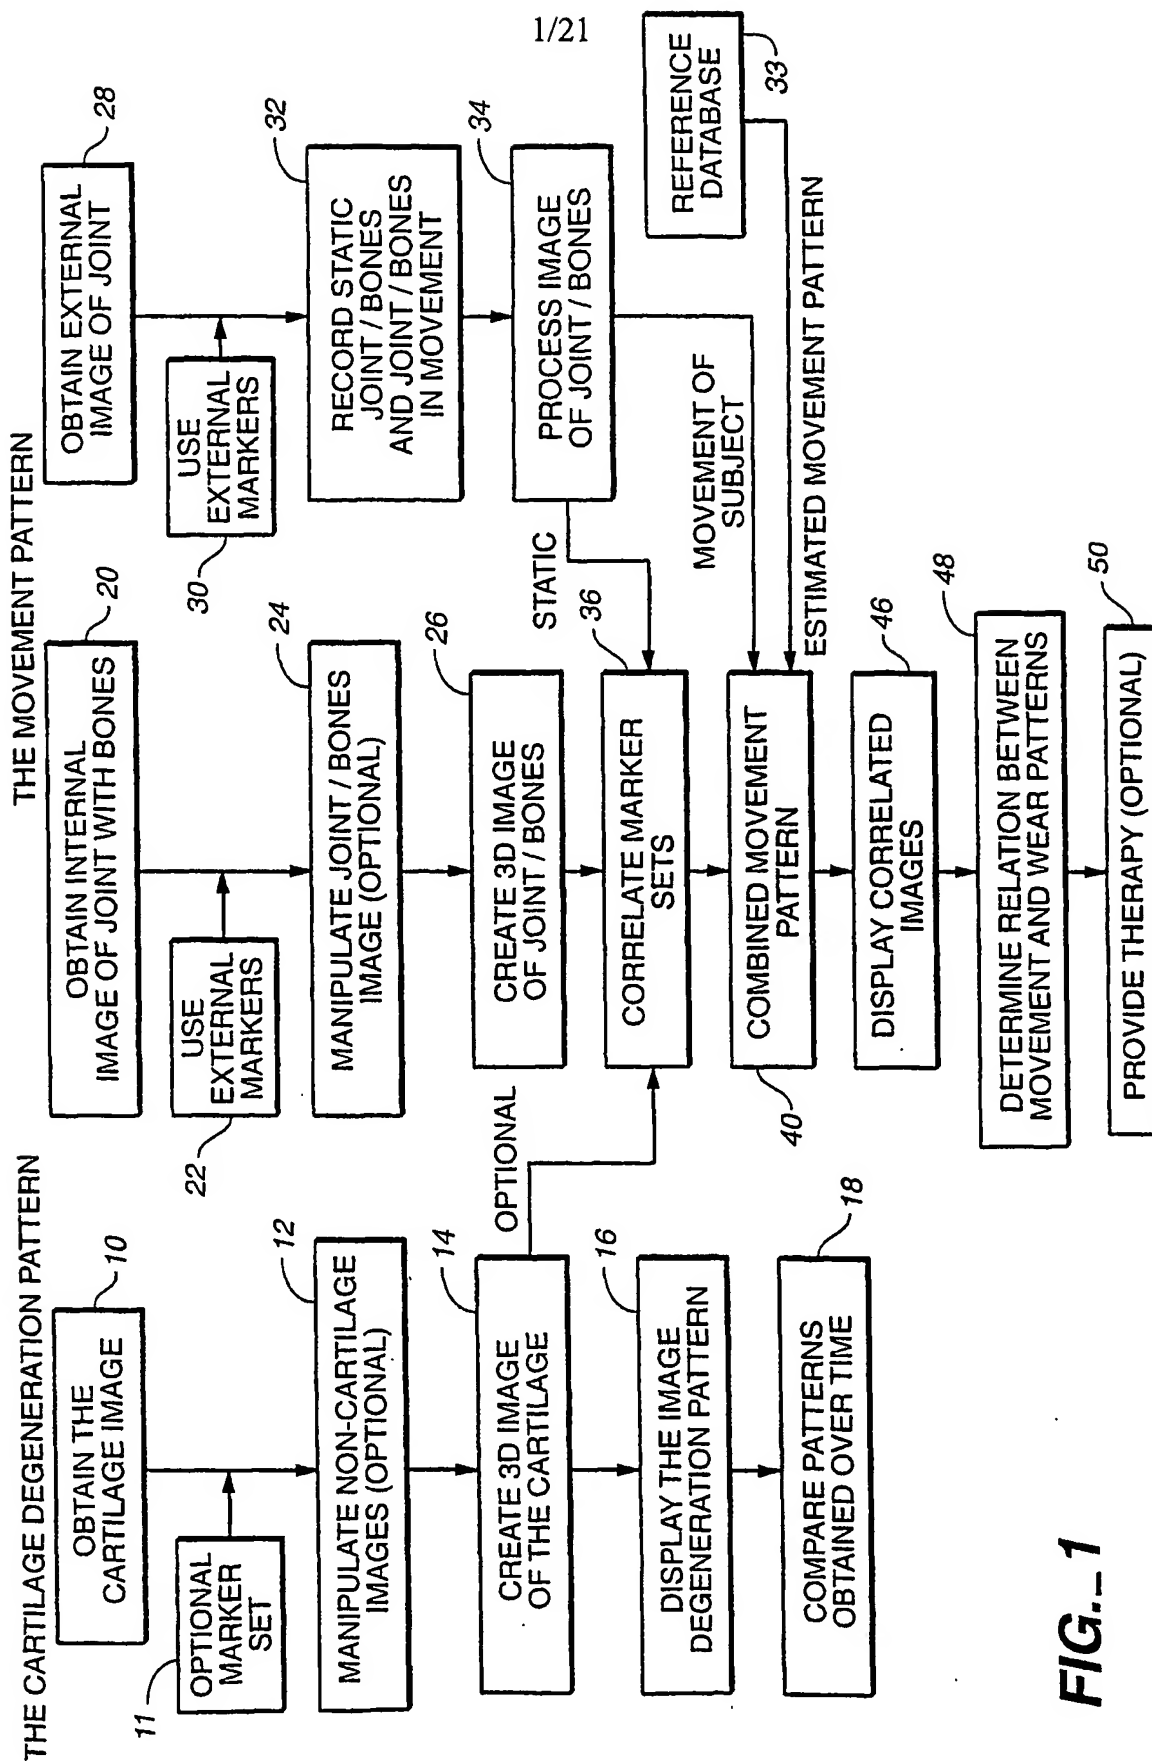 1/21
THE CARTILAGE DEGENERATION PATTERN
10
OBTAIN THE
CARTILAGE IMAGE
11
OPTIONAL
MARKER
SET
12
MANIPULATE NON-CARTILAGE
IMAGES (OPTIONAL)
14
CREATE 3D IMAGE
OF THE CARTILAGE
OPTIONAL
16
DISPLAY THE IMAGE
DEGENERATION PATTERN
18
COMPARE PATTERNS
OBTAINED OVER TIME
THE MOVEMENT PATTERN
20
OBTAIN INTERNAL
IMAGE OF JOINT WITH BONES
22
USE
EXTERNAL
MARKERS
24
MANIPULATE JOINT / BONES
IMAGE (OPTIONAL)
26
CREATE 3D IMAGE
OF JOINT / BONES
36
CORRELATE MARKER
SETS
40
COMBINED MOVEMENT
PATTERN
46
DISPLAY CORRELATED
IMAGES
48
DETERMINE RELATION BETWEEN
MOVEMENT AND WEAR PATTERNS
50
PROVIDE THERAPY (OPTIONAL)
28
OBTAIN EXTERNAL
IMAGE OF JOINT
30
USE
EXTERNAL
MARKERS
32
RECORD STATIC
JOINT / BONES
AND JOINT / BONES
IN MOVEMENT
34
PROCESS IMAGE
OF JOINT / BONES
STATIC
MOVEMENT OF
SUBJECT
REFERENCE
DATABASE
33
ESTIMATED MOVEMENT PATTERN
FIG._1